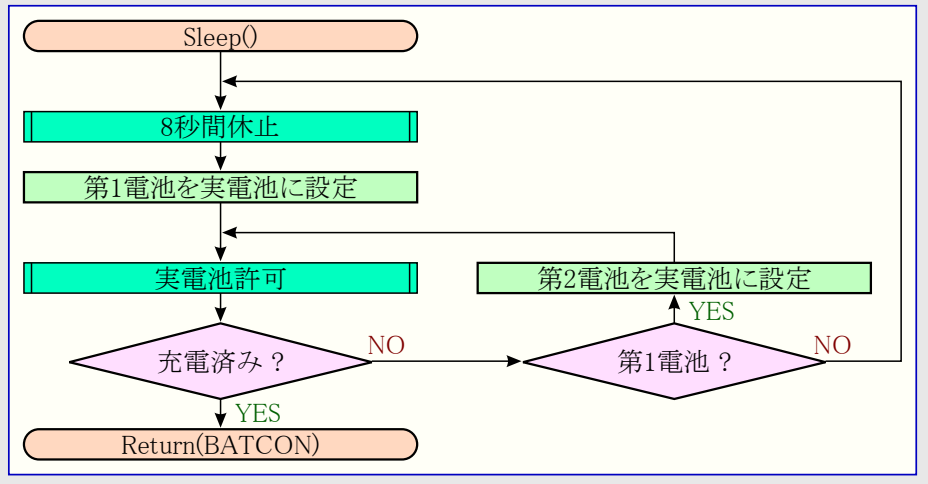 Sleep()
8秒間休止
第1電池を実電池に設定
実電池許可
第2電池を実電池に設定
YES
充電済み？
NO
第1電池？
NO
YES
Return(BATCON)